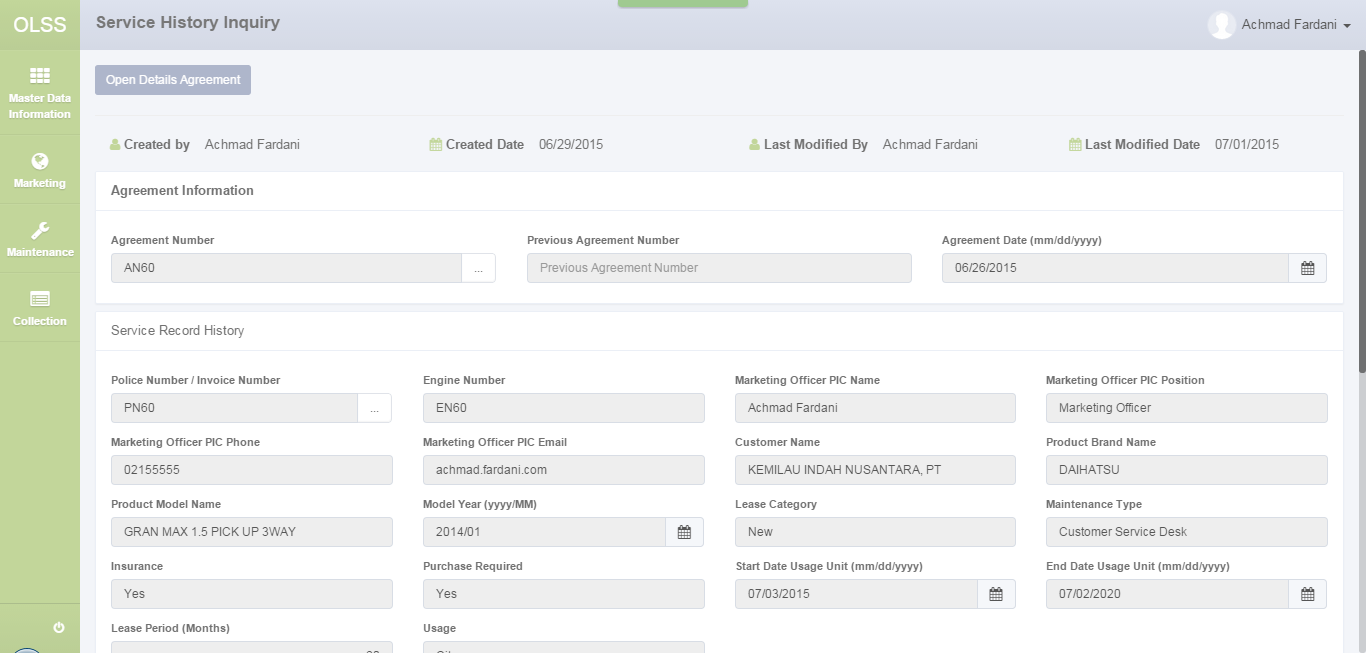 OLSS Service History Inquiry Achmad Fardani
Open Details Agreement
Master Data
Information
Marketing
Maintenance
Collection
Created by Achmad Fardani Created Date 06/29/2015 Last Modified By Achmad Fardani Last Modified Date 07/01/2015
Agreement Information
Agreement Number Previous Agreement Number Agreement Date (mm/dd/yyyy)
AN60 ... Previous Agreement Number 06/26/2015
Service Record History
Police Number / Invoice Number Engine Number Marketing Officer PIC Name Marketing Officer PIC Position
PN60 ... EN60 Achmad Fardani Marketing Officer
Marketing Officer PIC Phone Marketing Officer PIC Email Customer Name Product Brand Name
02155555 achmad.fardani.com KEMILAU INDAH NUSANTARA, PT DAIHATSU
Product Model Name Model Year (yyyy/MM) Lease Category Maintenance Type
GRAN MAX 1.5 PICK UP 3WAY 2014/01 New Customer Service Desk
Insurance Purchase Required Start Date Usage Unit (mm/dd/yyyy) End Date Usage Unit (mm/dd/yyyy)
Yes Yes 07/03/2015 07/02/2020
Lease Period (Months) Usage